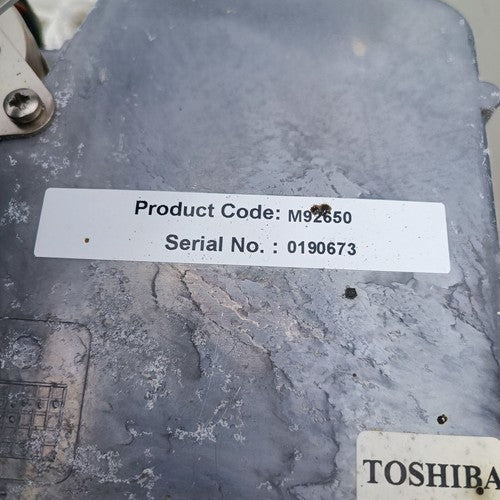 Product Code: M92650
Serial No. : 0190673
TOSHIBA